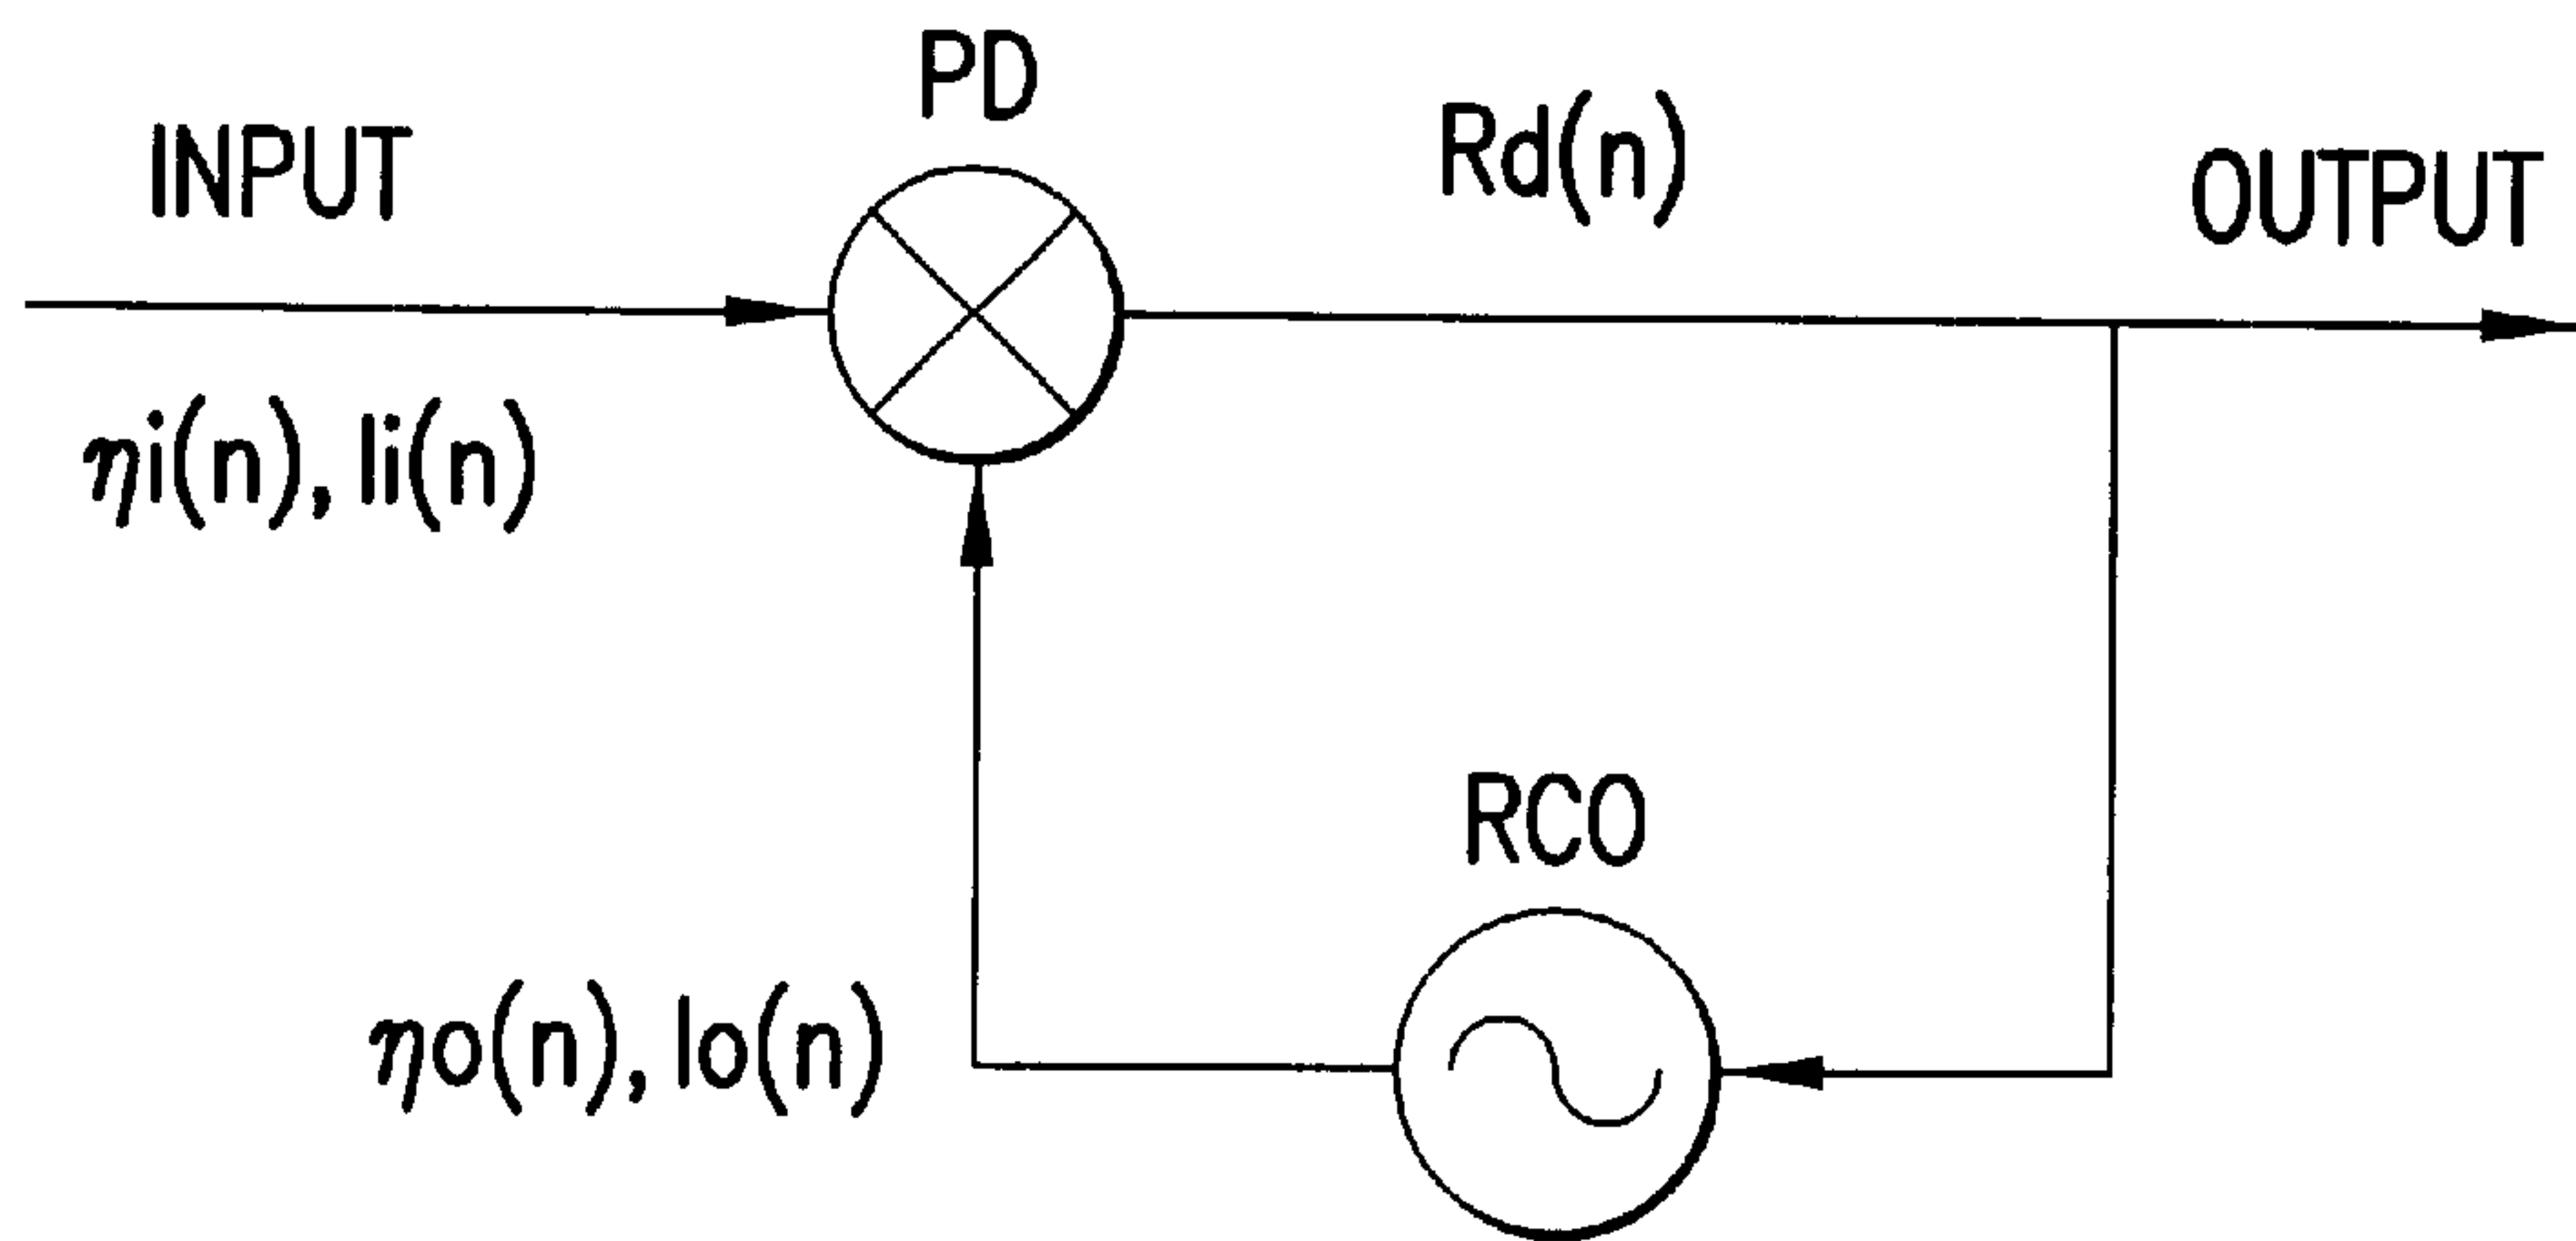 PD
INPUT
Rd(n)
OUTPUT
ηi(n), Ii(n)
RCO
ηo(n), Io(n)